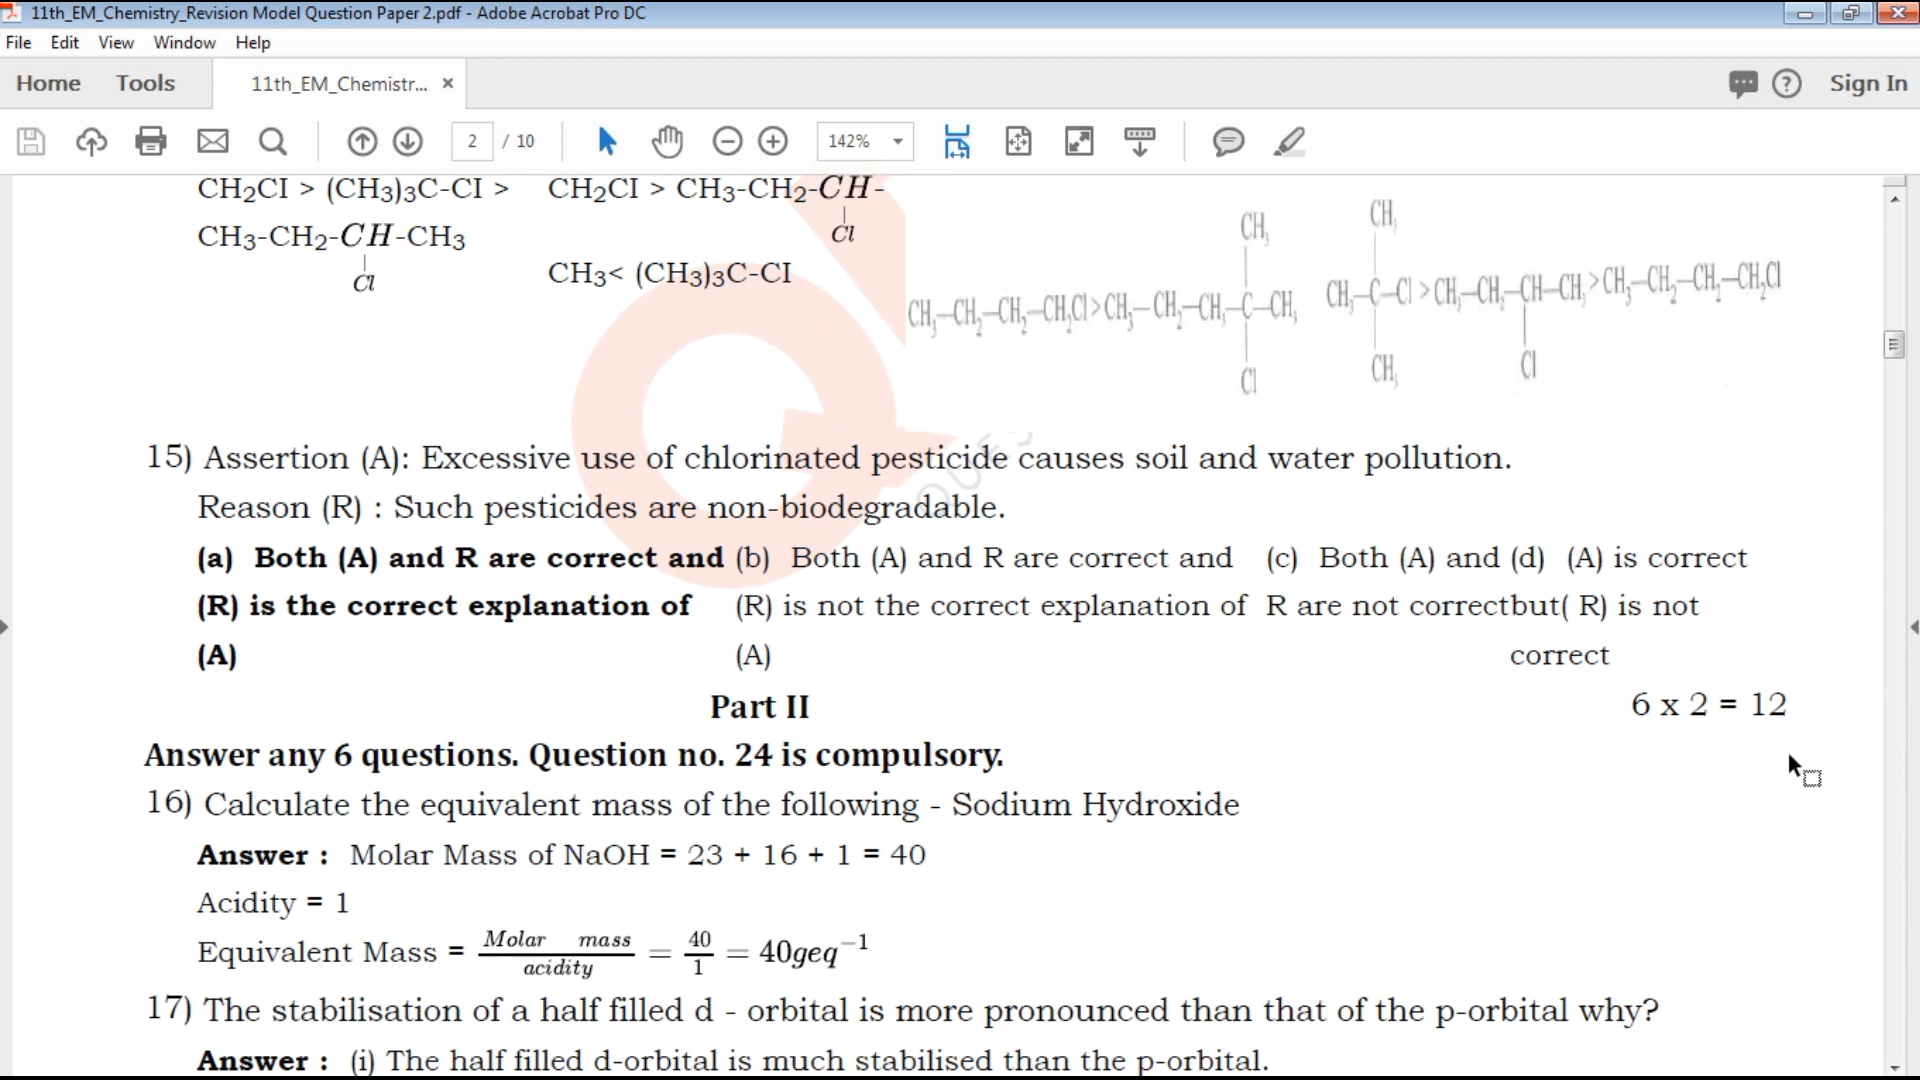 11th_EM_Chemistry_Revision Model Question Paper 2.pdf - Adobe Acrobat Pro DC
File Edit View Window Help
Home Tools 11th_EM_Chemistr... × Sign In
2 / 10 142%
CH2CI > (CH3)3C-CI > CH2CI > CH3-CH2-CH-
Cl
CH3-CH2-CH-CH3
Cl
CH3< (CH3)3C-CI
CH3
CH3–CH2–CH2–CH2Cl>CH3–CH2–CH2–C–CH3
Cl
CH3
CH3–C–Cl>CH3–CH2–CH–CH3>CH3–CH2–CH2–CH2Cl
CH3 Cl
QUES
15) Assertion (A): Excessive use of chlorinated pesticide causes soil and water pollution.
Reason (R) : Such pesticides are non-biodegradable.
(a) Both (A) and R are correct and (b) Both (A) and R are correct and (c) Both (A) and (d) (A) is correct
(R) is the correct explanation of (R) is not the correct explanation of R are not correctbut( R) is not
(A) (A) correct
Part II 6 x 2 = 12
Answer any 6 questions. Question no. 24 is compulsory.
16) Calculate the equivalent mass of the following - Sodium Hydroxide
Answer : Molar Mass of NaOH = 23 + 16 + 1 = 40
Acidity = 1
Equivalent Mass = Molar mass / acidity = 40/1 = 40geq⁻¹
17) The stabilisation of a half filled d - orbital is more pronounced than that of the p-orbital why?
Answer : (i) The half filled d-orbital is much stabilised than the p-orbital.